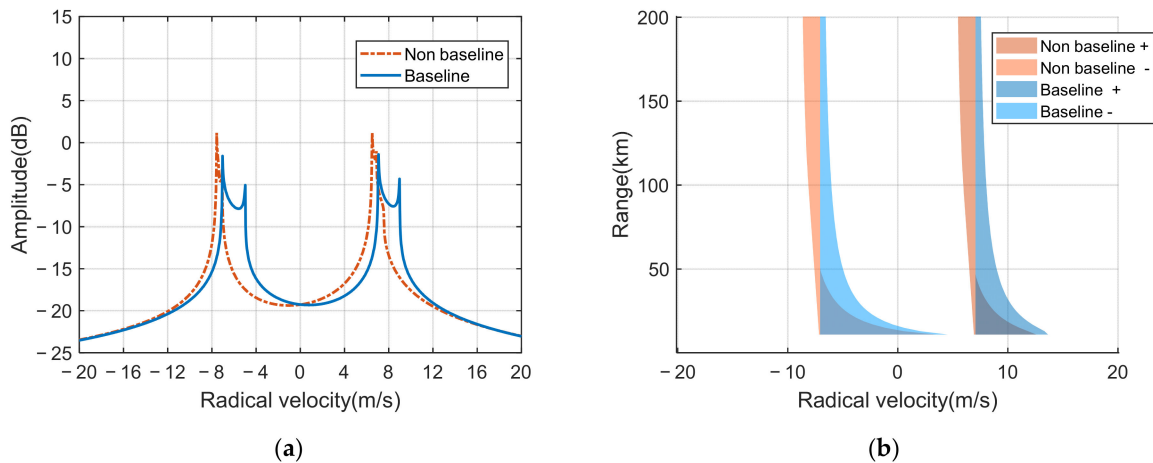 15
10
5
0
−5
−10
−15
−20
−25
Amplitude(dB)
Non baseline
Baseline
−20 −16 −12 −8 −4 0 4 8 12 16 20
Radical velocity(m/s)
(a)
200
150
100
50
Range(km)
Non baseline +
Non baseline -
Baseline +
Baseline -
−20 −10 0 10 20
Radical velocity(m/s)
(b)